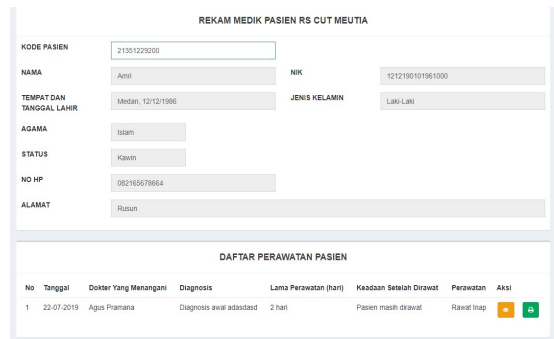 REKAM MEDIK PASIEN RS CUT MEUTIA
KODE PASIEN 21351229200
NAMA Amri NIK 1212190101961000
TEMPAT DAN TANGGAL LAHIR Medan, 12/12/1986 JENIS KELAMIN Laki-Laki
AGAMA Islam
STATUS Kawin
NO HP 082165678664
ALAMAT Rusun
DAFTAR PERAWATAN PASIEN
No Tanggal Dokter Yang Menangani Diagnosis Lama Perawatan (hari) Keadaan Setelah Dirawat Perawatan Aksi
1 22-07-2019 Agus Pramana Diagnosis awal adasdasd 2 hari Pasien masih dirawat Rawat Inap